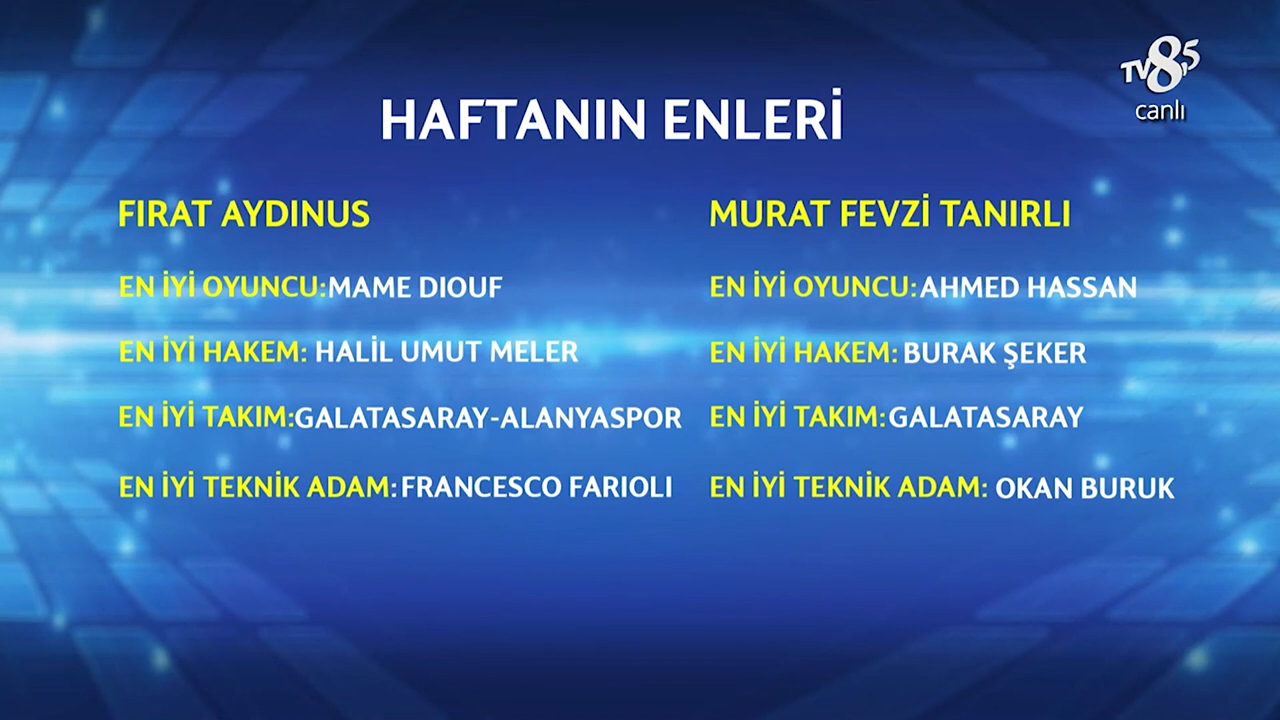 TV8,5
canlı
HAFTANIN ENLERİ
FIRAT AYDINUS
EN İYİ OYUNCU:MAME DIOUF
EN İYİ HAKEM: HALİL UMUT MELER
EN İYİ TAKIM:GALATASARAY-ALANYASPOR
EN İYİ TEKNİK ADAM:FRANCESCO FARIOLI
MURAT FEVZİ TANIRLI
EN İYİ OYUNCU:AHMED HASSAN
EN İYİ HAKEM:BURAK ŞEKER
EN İYİ TAKIM:GALATASARAY
EN İYİ TEKNİK ADAM: OKAN BURUK